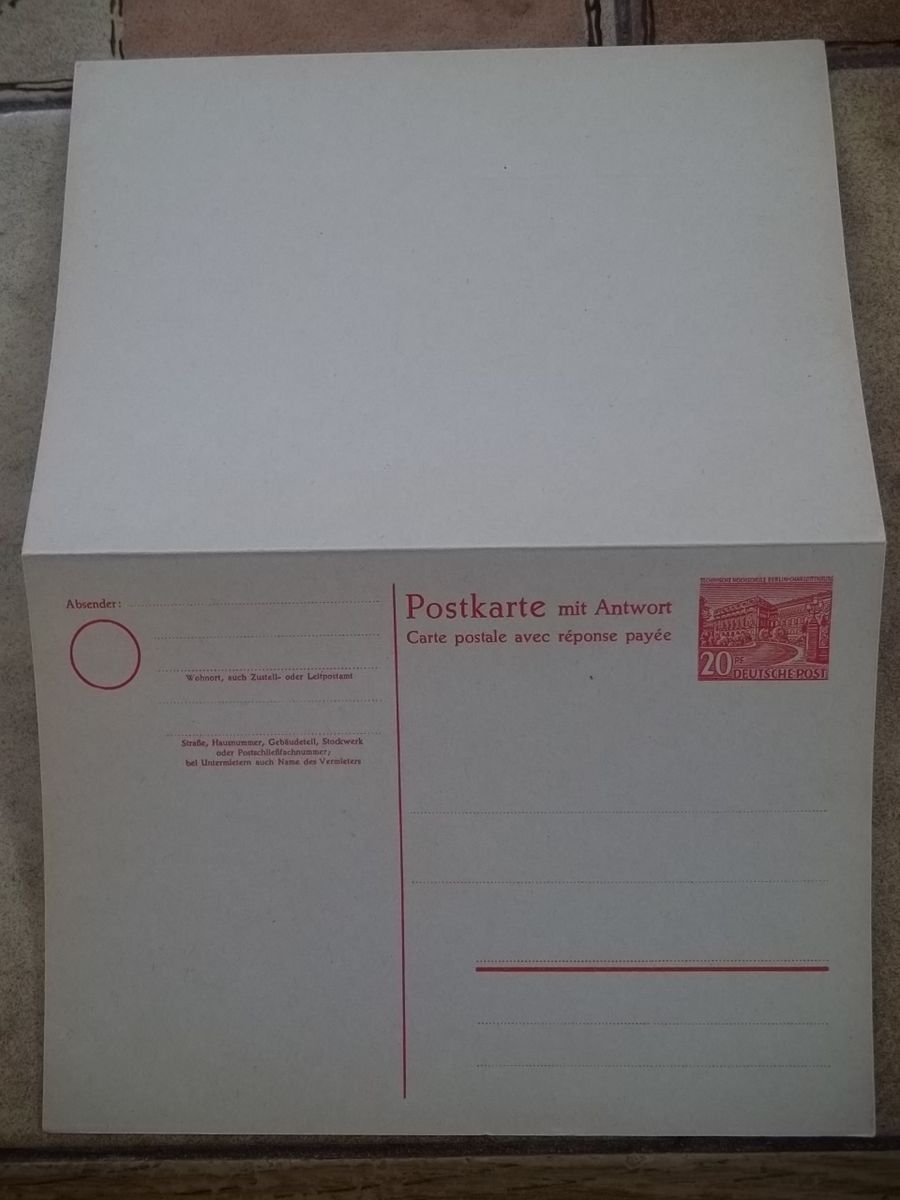 Absender:
Wohnort, auch Zustell- oder Leitpostamt
Straße, Hausnummer, Gebäudeteil, Stockwerk
oder Postschließfachnummer;
bei Untermietern auch Name des Vermieters
Postkarte mit Antwort
Carte postale avec réponse payée
TECHNISCHE HOCHSCHULE BERLIN-CHARLOTTENBURG
20 PF
DEUTSCHE POST